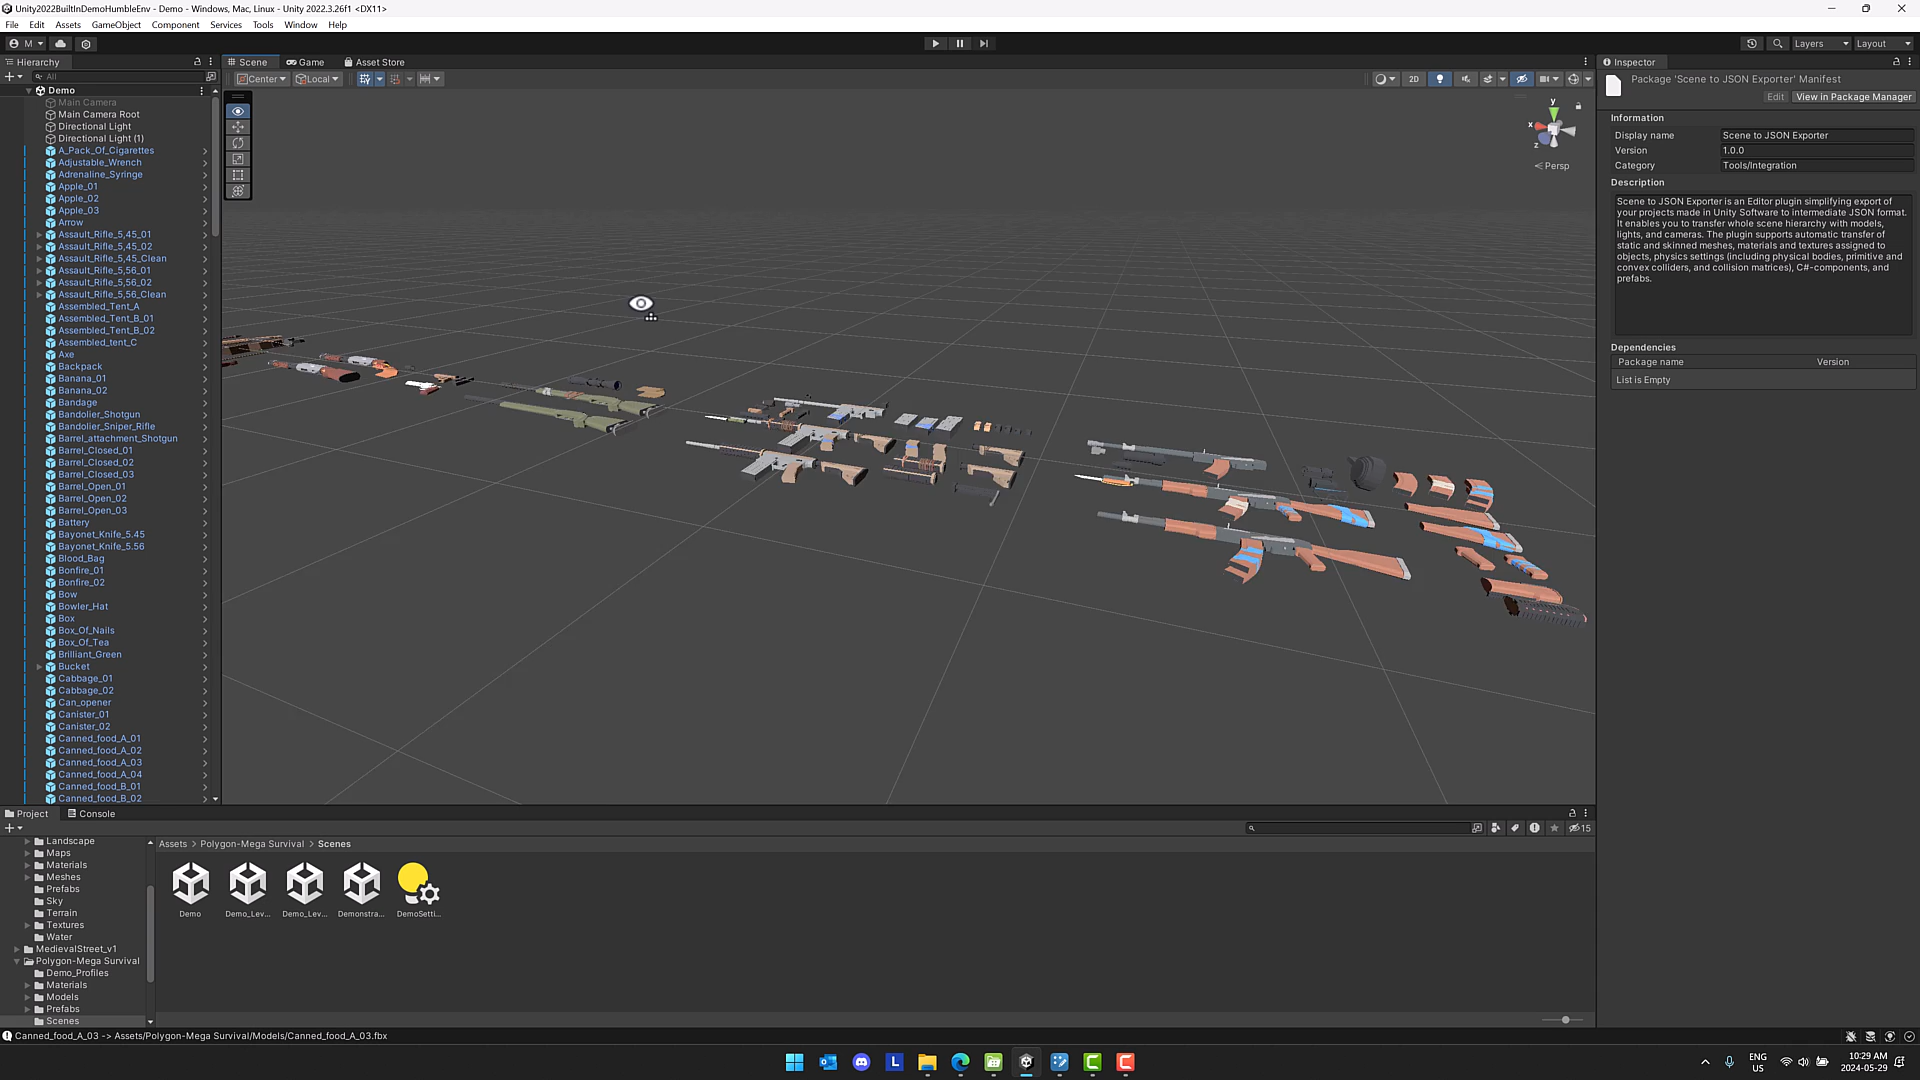 Unity2022BuiltInDemoHumbleEnv - Demo - Windows, Mac, Linux - Unity 2022.3.26f1 <DX11>
File Edit Assets GameObject Component Services Tools Window Help
M
Layers
Layout
Hierarchy
All
Demo
Main Camera
Main Camera Root
Directional Light
Directional Light (1)
A_Pack_Of_Cigarettes
Adjustable_Wrench
Adrenaline_Syringe
Apple_01
Apple_02
Apple_03
Arrow
Assault_Rifle_5,45_01
Assault_Rifle_5,45_02
Assault_Rifle_5,45_Clean
Assault_Rifle_5,56_01
Assault_Rifle_5,56_02
Assault_Rifle_5,56_Clean
Assembled_Tent_A
Assembled_Tent_B_01
Assembled_Tent_B_02
Assembled_tent_C
Axe
Backpack
Banana_01
Banana_02
Bandage
Bandolier_Shotgun
Bandolier_Sniper_Rifle
Barrel_attachment_Shotgun
Barrel_Closed_01
Barrel_Closed_02
Barrel_Closed_03
Barrel_Open_01
Barrel_Open_02
Barrel_Open_03
Battery
Bayonet_Knife_5.45
Bayonet_Knife_5.56
Blood_Bag
Bonfire_01
Bonfire_02
Bow
Bowler_Hat
Box
Box_Of_Nails
Box_Of_Tea
Brilliant_Green
Bucket
Cabbage_01
Cabbage_02
Can_opener
Canister_01
Canister_02
Canned_food_A_01
Canned_food_A_02
Canned_food_A_03
Canned_food_A_04
Canned_food_B_01
Canned_food_B_02
Scene Game Asset Store
Center Local
2D
y
x
z
Persp
Inspector
Package 'Scene to JSON Exporter' Manifest
Edit View in Package Manager
Information
Display name Scene to JSON Exporter
Version 1.0.0
Category Tools/Integration
Description
Scene to JSON Exporter is an Editor plugin simplifying export of
your projects made in Unity Software to intermediate JSON format.
It enables you to transfer whole scene hierarchy with models,
lights, and cameras. The plugin supports automatic transfer of
static and skinned meshes, materials and textures assigned to
objects, physics settings (including physical bodies, primitive and
convex colliders, and collision matrices), C#-components, and
prefabs.
Dependencies
Package name Version
List is Empty
Project Console
15
Landscape
Maps
Materials
Meshes
Prefabs
Sky
Terrain
Textures
Water
MedievalStreet_v1
Polygon-Mega Survival
Demo_Profiles
Materials
Models
Prefabs
Scenes
Assets > Polygon-Mega Survival > Scenes
Demo Demo_Lev... Demo_Lev... Demonstra... DemoSetti...
Canned_food_A_03 -> Assets/Polygon-Mega Survival/Models/Canned_food_A_03.fbx
L
ENG
US
10:29 AM
2024-05-29